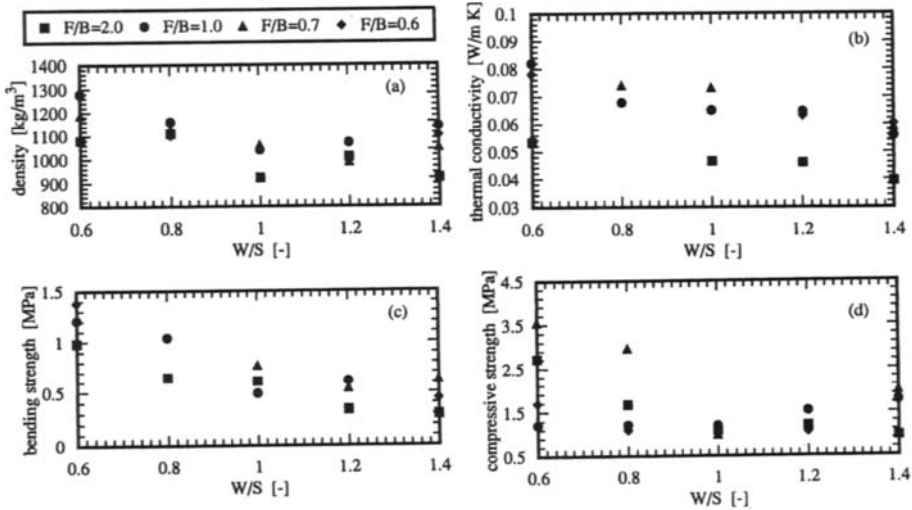 F/B=2.0 F/B=1.0 F/B=0.7 F/B=0.6
(a)
density [kg/m³]
1400
1300
1200
1100
1000
900
800
0.6 0.8 1 1.2 1.4
W/S [-]
(b)
thermal conductivity [W/m K]
0.1
0.09
0.08
0.07
0.06
0.05
0.04
0.03
0.6 0.8 1 1.2 1.4
W/S [-]
(c)
bending strength [MPa]
1.5
1
0.5
0
0.6 0.8 1 1.2 1.4
W/S [-]
(d)
compressive strength [MPa]
4.5
3.5
2.5
1.5
0.5
0.6 0.8 1 1.2 1.4
W/S [-]